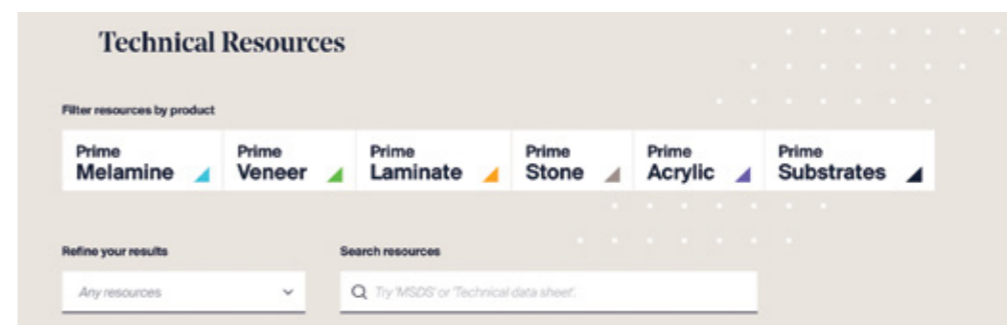 Technical Resources
Filter resources by product
Prime Melamine
Prime Veneer
Prime Laminate
Prime Stone
Prime Acrylic
Prime Substrates
Refine your results
Search resources
Any resources
Try 'MSDS' or 'Technical data sheet'.